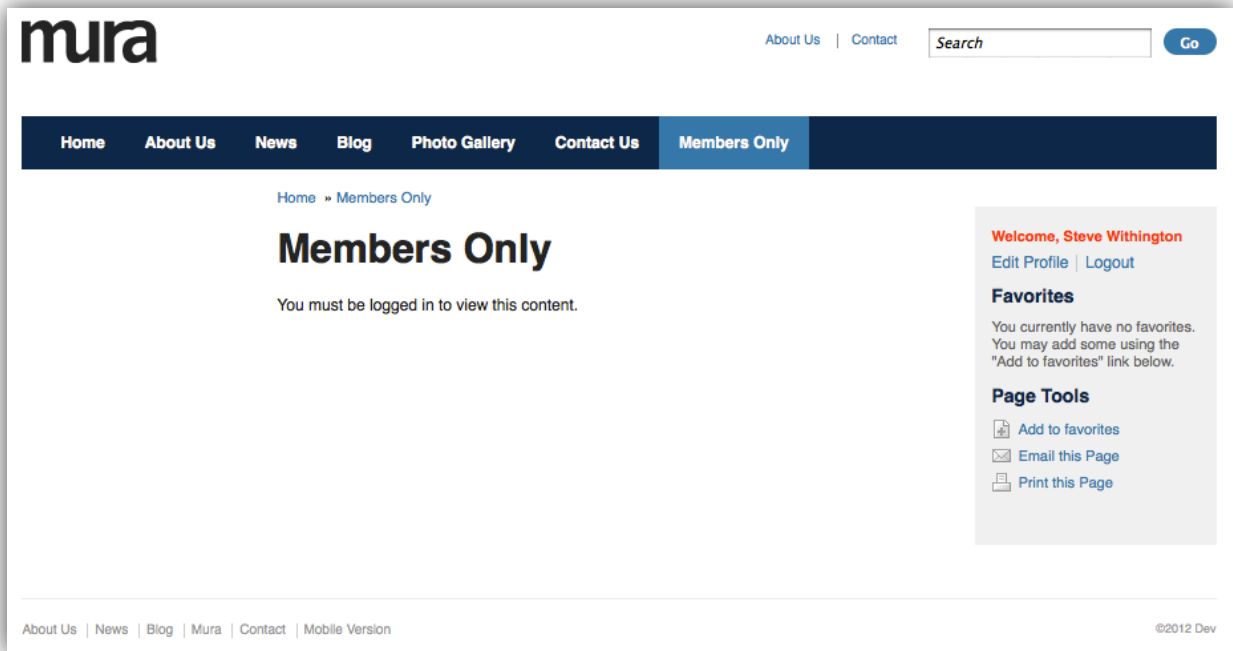 mura
About Us | Contact Search Go
Home About Us News Blog Photo Gallery Contact Us Members Only
Home » Members Only
Members Only
You must be logged in to view this content.
Welcome, Steve Withington
Edit Profile | Logout
Favorites
You currently have no favorites.
You may add some using the
"Add to favorites" link below.
Page Tools
Add to favorites
Email this Page
Print this Page
About Us | News | Blog | Mura | Contact | Mobile Version ©2012 Dev